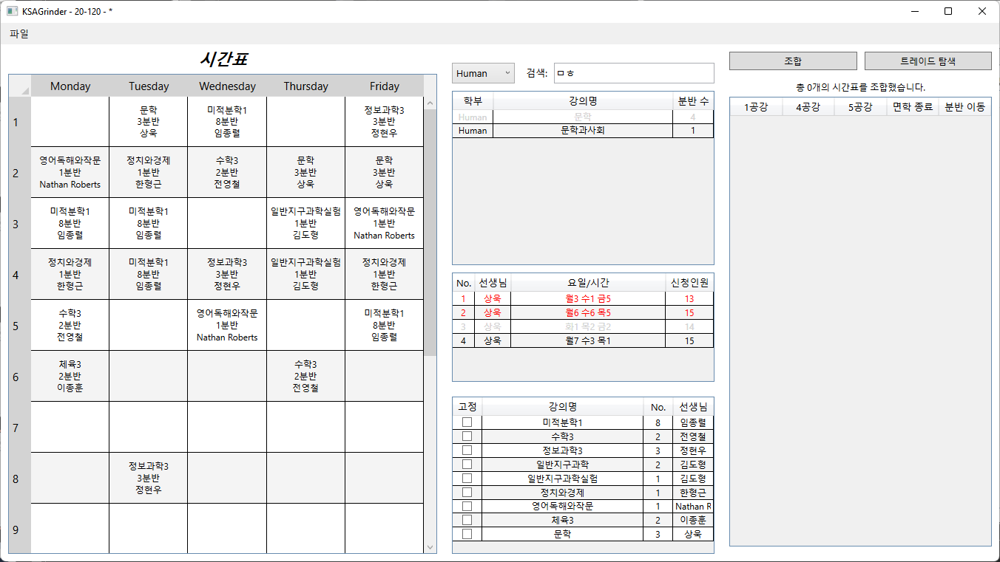 KSAGrinder - 20-120 - *
파일
시간표
Monday Tuesday Wednesday Thursday Friday
1
문학
3분반
상욱
미적분학1
8분반
임종렬
정보과학3
3분반
정현우
2
영어독해와작문
1분반
Nathan Roberts
정치와경제
1분반
한형근
수학3
2분반
전영철
문학
3분반
상욱
문학
3분반
상욱
3
미적분학1
8분반
임종렬
미적분학1
8분반
임종렬
일반지구과학실험
1분반
김도형
영어독해와작문
1분반
Nathan Roberts
4
정치와경제
1분반
한형근
미적분학1
8분반
임종렬
정보과학3
3분반
정현우
일반지구과학실험
1분반
김도형
정치와경제
1분반
한형근
5
수학3
2분반
전영철
영어독해와작문
1분반
Nathan Roberts
미적분학1
8분반
임종렬
6
체육3
2분반
이종훈
수학3
2분반
전영철
7
8
정보과학3
3분반
정현우
9
Human 검색: ㅁㅎ
학부 강의명 분반 수
Human 문학 4
Human 문학과사회 1
No. 선생님 요일/시간 신청인원
1 상욱 월3 수1 금5 13
2 상욱 월6 수6 목5 15
3 상욱 화1 목2 금2 14
4 상욱 월7 수3 목1 15
고정 강의명 No. 선생님
미적분학1 8 임종렬
수학3 2 전영철
정보과학3 3 정현우
일반지구과학 2 김도형
일반지구과학실험 1 김도형
정치와경제 1 한형근
영어독해와작문 1 Nathan R
체육3 2 이종훈
문학 3 상욱
조합 트레이드 탐색
총 0개의 시간표를 조합했습니다.
1공강 4공강 5공강 면학 종료 분반 이동